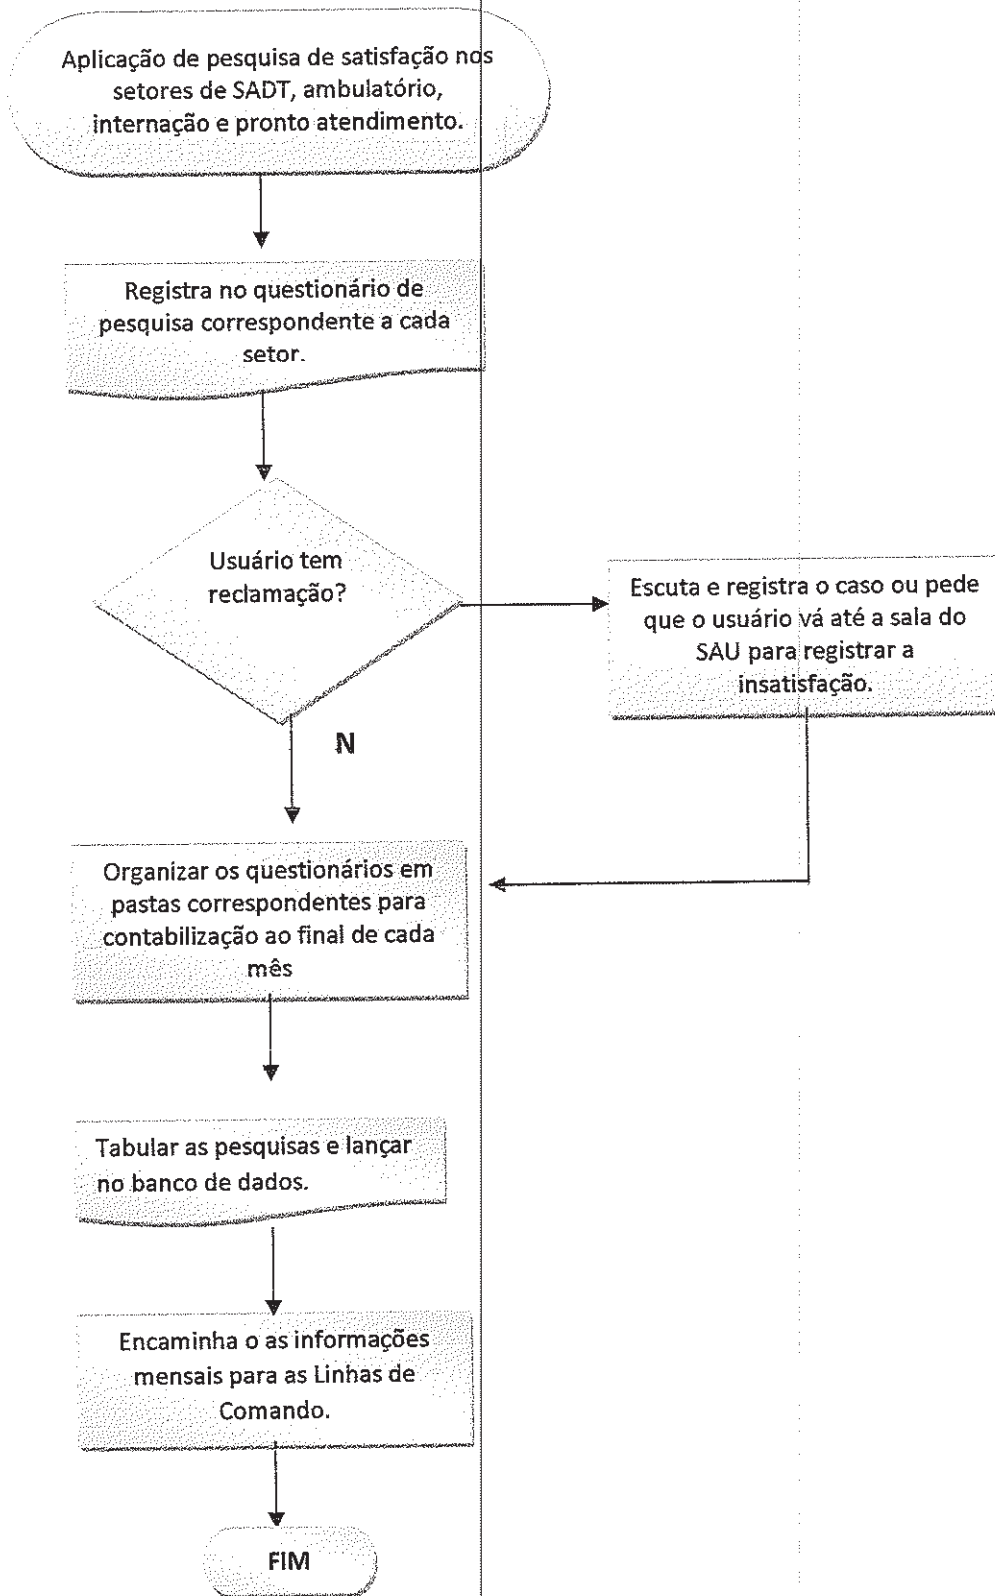 Aplicação de pesquisa de satisfação nos
setores de SADT, ambulatório,
internação e pronto atendimento.
Registra no questionário de
pesquisa correspondente a cada
setor.
Usuário tem
reclamação?
Escuta e registra o caso ou pede
que o usuário vá até a sala do
SAU para registrar a
insatisfação.
N
Organizar os questionários em
pastas correspondentes para
contabilização ao final de cada
mês
Tabular as pesquisas e lançar
no banco de dados.
Encaminha o as informações
mensais para as Linhas de
Comando.
FIM